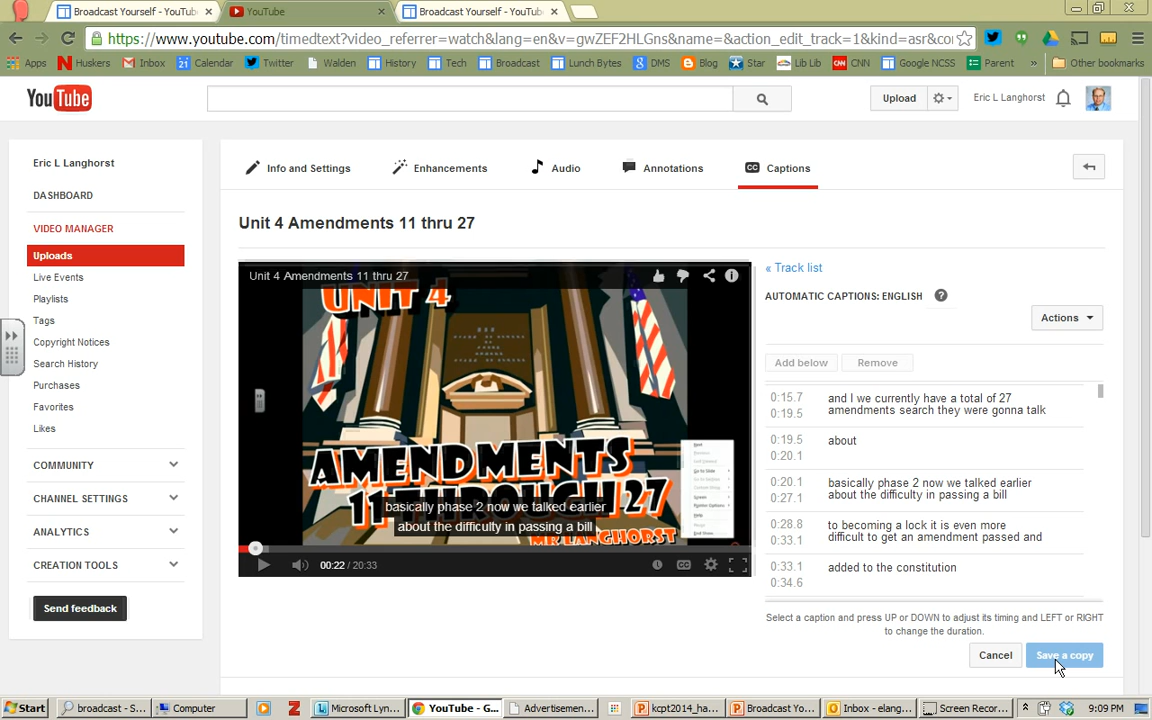 Broadcast Yourself - YouTub
YouTube
Broadcast Yourself - YouTub
https://www.youtube.com/timedtext?video_referrer=watch&lang=en&v=gwZEF2HLGns&name=&action_edit_track=1&kind=asr&co
Apps Huskers Inbox Calendar Twitter Walden History Tech Broadcast Lunch Bytes DMS Blog Star Lib Lib CNN Google NCSS Parent » Other bookmarks
YouTube
Upload
Eric L Langhorst
Eric L Langhorst
DASHBOARD
VIDEO MANAGER
Uploads
Live Events
Playlists
Tags
Copyright Notices
Search History
Purchases
Favorites
Likes
COMMUNITY
CHANNEL SETTINGS
ANALYTICS
CREATION TOOLS
Send feedback
Info and Settings
Enhancements
Audio
Annotations
CC Captions
Unit 4 Amendments 11 thru 27
Unit 4 Amendments 11 thru 27
UNIT 4
AMENDMENTS
11 THROUGH 27
MR LANGHORST
basically phase 2 now we talked earlier
about the difficulty in passing a bill
00:22 / 20:33
CC
« Track list
AUTOMATIC CAPTIONS: ENGLISH ?
Actions
Add below
Remove
0:15.7 and I we currently have a total of 27
0:19.5 amendments search they were gonna talk
0:19.5 about
0:20.1
0:20.1 basically phase 2 now we talked earlier
0:27.1 about the difficulty in passing a bill
0:28.8 to becoming a lock it is even more
0:33.1 difficult to get an amendment passed and
0:33.1 added to the constitution
0:34.6
Select a caption and press UP or DOWN to adjust its timing and LEFT or RIGHT
to change the duration.
Cancel
Save a copy
Start
broadcast - S...
Computer
Microsoft Lyn...
YouTube - G...
Advertisemen...
kcpt2014_ha...
Broadcast Yo...
Inbox - elang...
Screen Recor...
9:09 PM